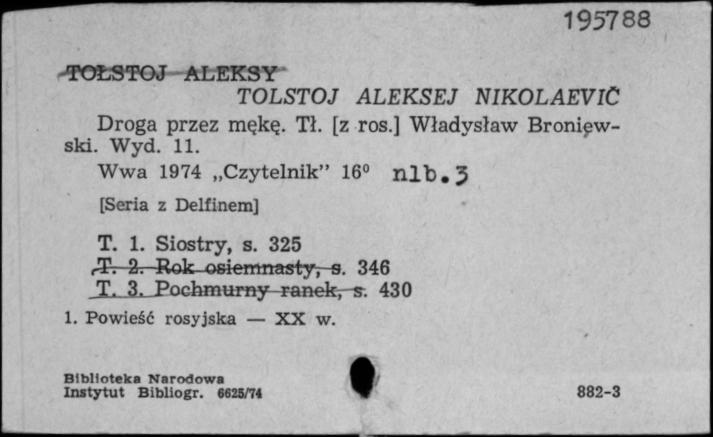 195788
TOŁSTOJ ALEKSY
TOLSTOJ ALEKSEJ NIKOLAEVIČ
Droga przez mękę. Tł. [z ros.] Władysław Broniew-
ski. Wyd. 11.
Wwa 1974 „Czytelnik” 16⁰ nlb.3
[Seria z Delfinem]
T. 1. Siostry, s. 325
T. 2. Rok osiemnasty, s. 346
T. 3. Pochmurny ranek, s. 430
1. Powieść rosyjska — XX w.
Biblioteka Narodowa
Instytut Bibliogr. 6625/74
882-3